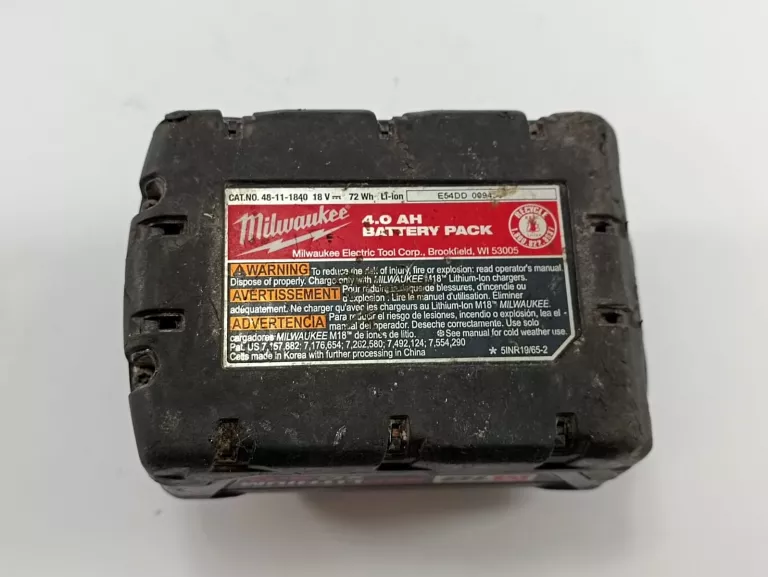 CAT.NO. 48-11-1840 18 V ⎓ 72 Wh Li-Ion E54DD
Milwaukee
4.0 AH
BATTERY PACK
RECYCLE
Milwaukee Electric Tool Corp., Brookfield, WI 53005
WARNING To reduce the risk of injury, fire or explosion: read operator's manual.
Dispose of properly. Charge only with MILWAUKEE M18™ Lithium-Ion chargers.
AVERTISSEMENT Pour réduire le risque de blessures, d'incendie ou
d'explosion - Lire le manuel d'utilisation. Eliminer
adéquatement. Ne charger qu'avec les chargeurs au Lithium-Ion M18™ MILWAUKEE.
ADVERTENCIA Para reducir el riesgo de lesiones, incendio o explosión, lea el
manual del operador. Deseche correctamente. Use solo
cargadores MILWAUKEE M18™ de iones de litio. ❄See manual for cold weather use.
Pat. US 7,157,882; 7,176,654; 7,262,580; 7,492,124; 7,554,290
Cells made in Korea with further processing in China
* 5INR19/65-2